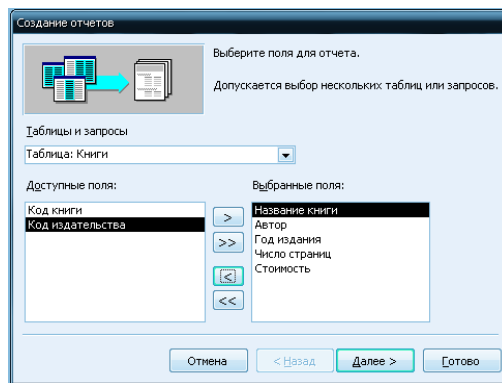 Создание отчетов
Выберите поля для отчета.
Допускается выбор нескольких таблиц или запросов.
Таблицы и запросы
Таблица: Книги
Доступные поля:
Выбранные поля:
Код книги
Код издательства
>
>>
<
<<
Название книги
Автор
Год издания
Число страниц
Стоимость
Отмена
< Назад
Далее >
Готово